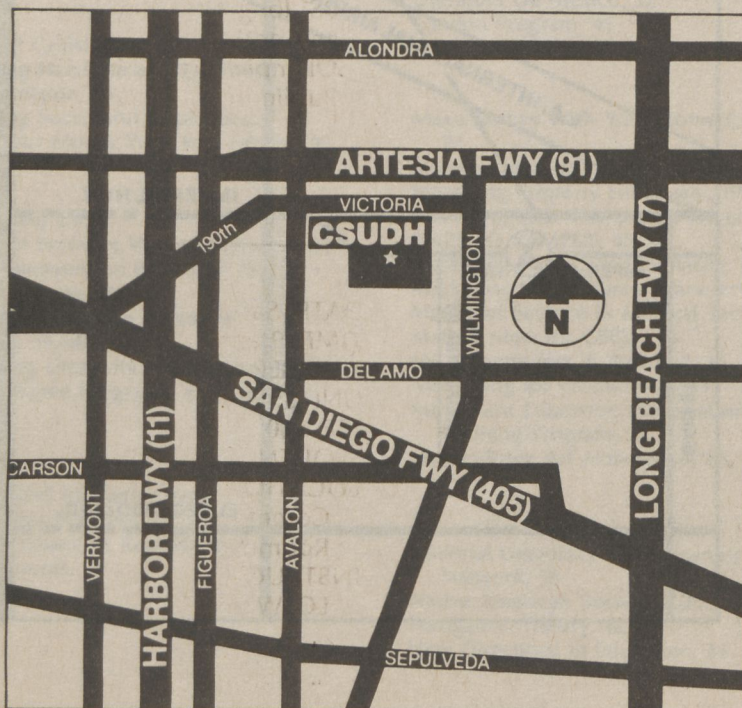 ALONDRA
ARTESIA FWY (91)
VICTORIA
190th
CSUDH
WILMINGTON
N
LONG BEACH FWY (7)
DEL AMO
SAN DIEGO FWY (405)
CARSON
VERMONT
HARBOR FWY (11)
FIGUEROA
AVALON
SEPULVEDA